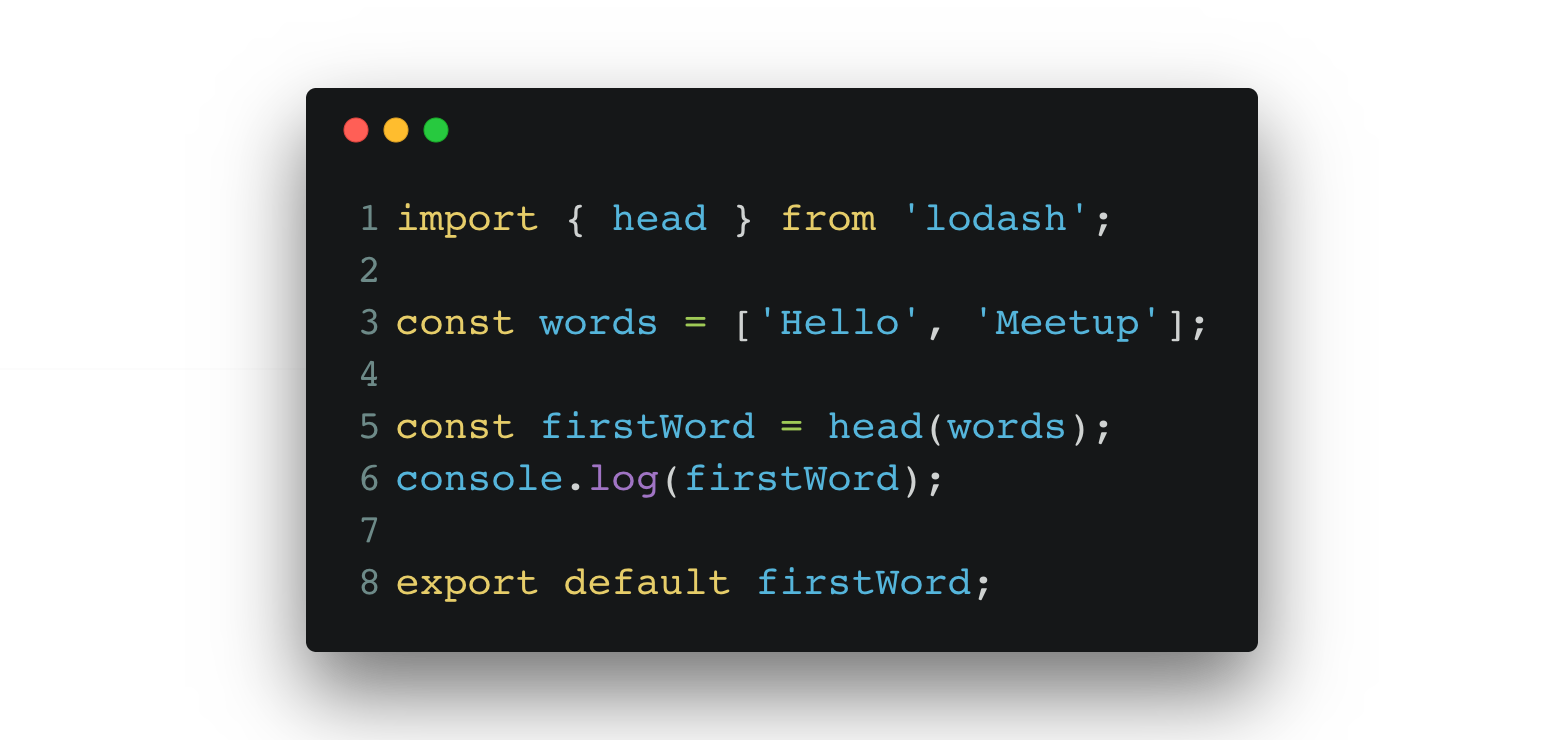 1 import { head } from 'lodash';
2
3 const words = ['Hello', 'Meetup'];
4
5 const firstWord = head(words);
6 console.log(firstWord);
7
8 export default firstWord;